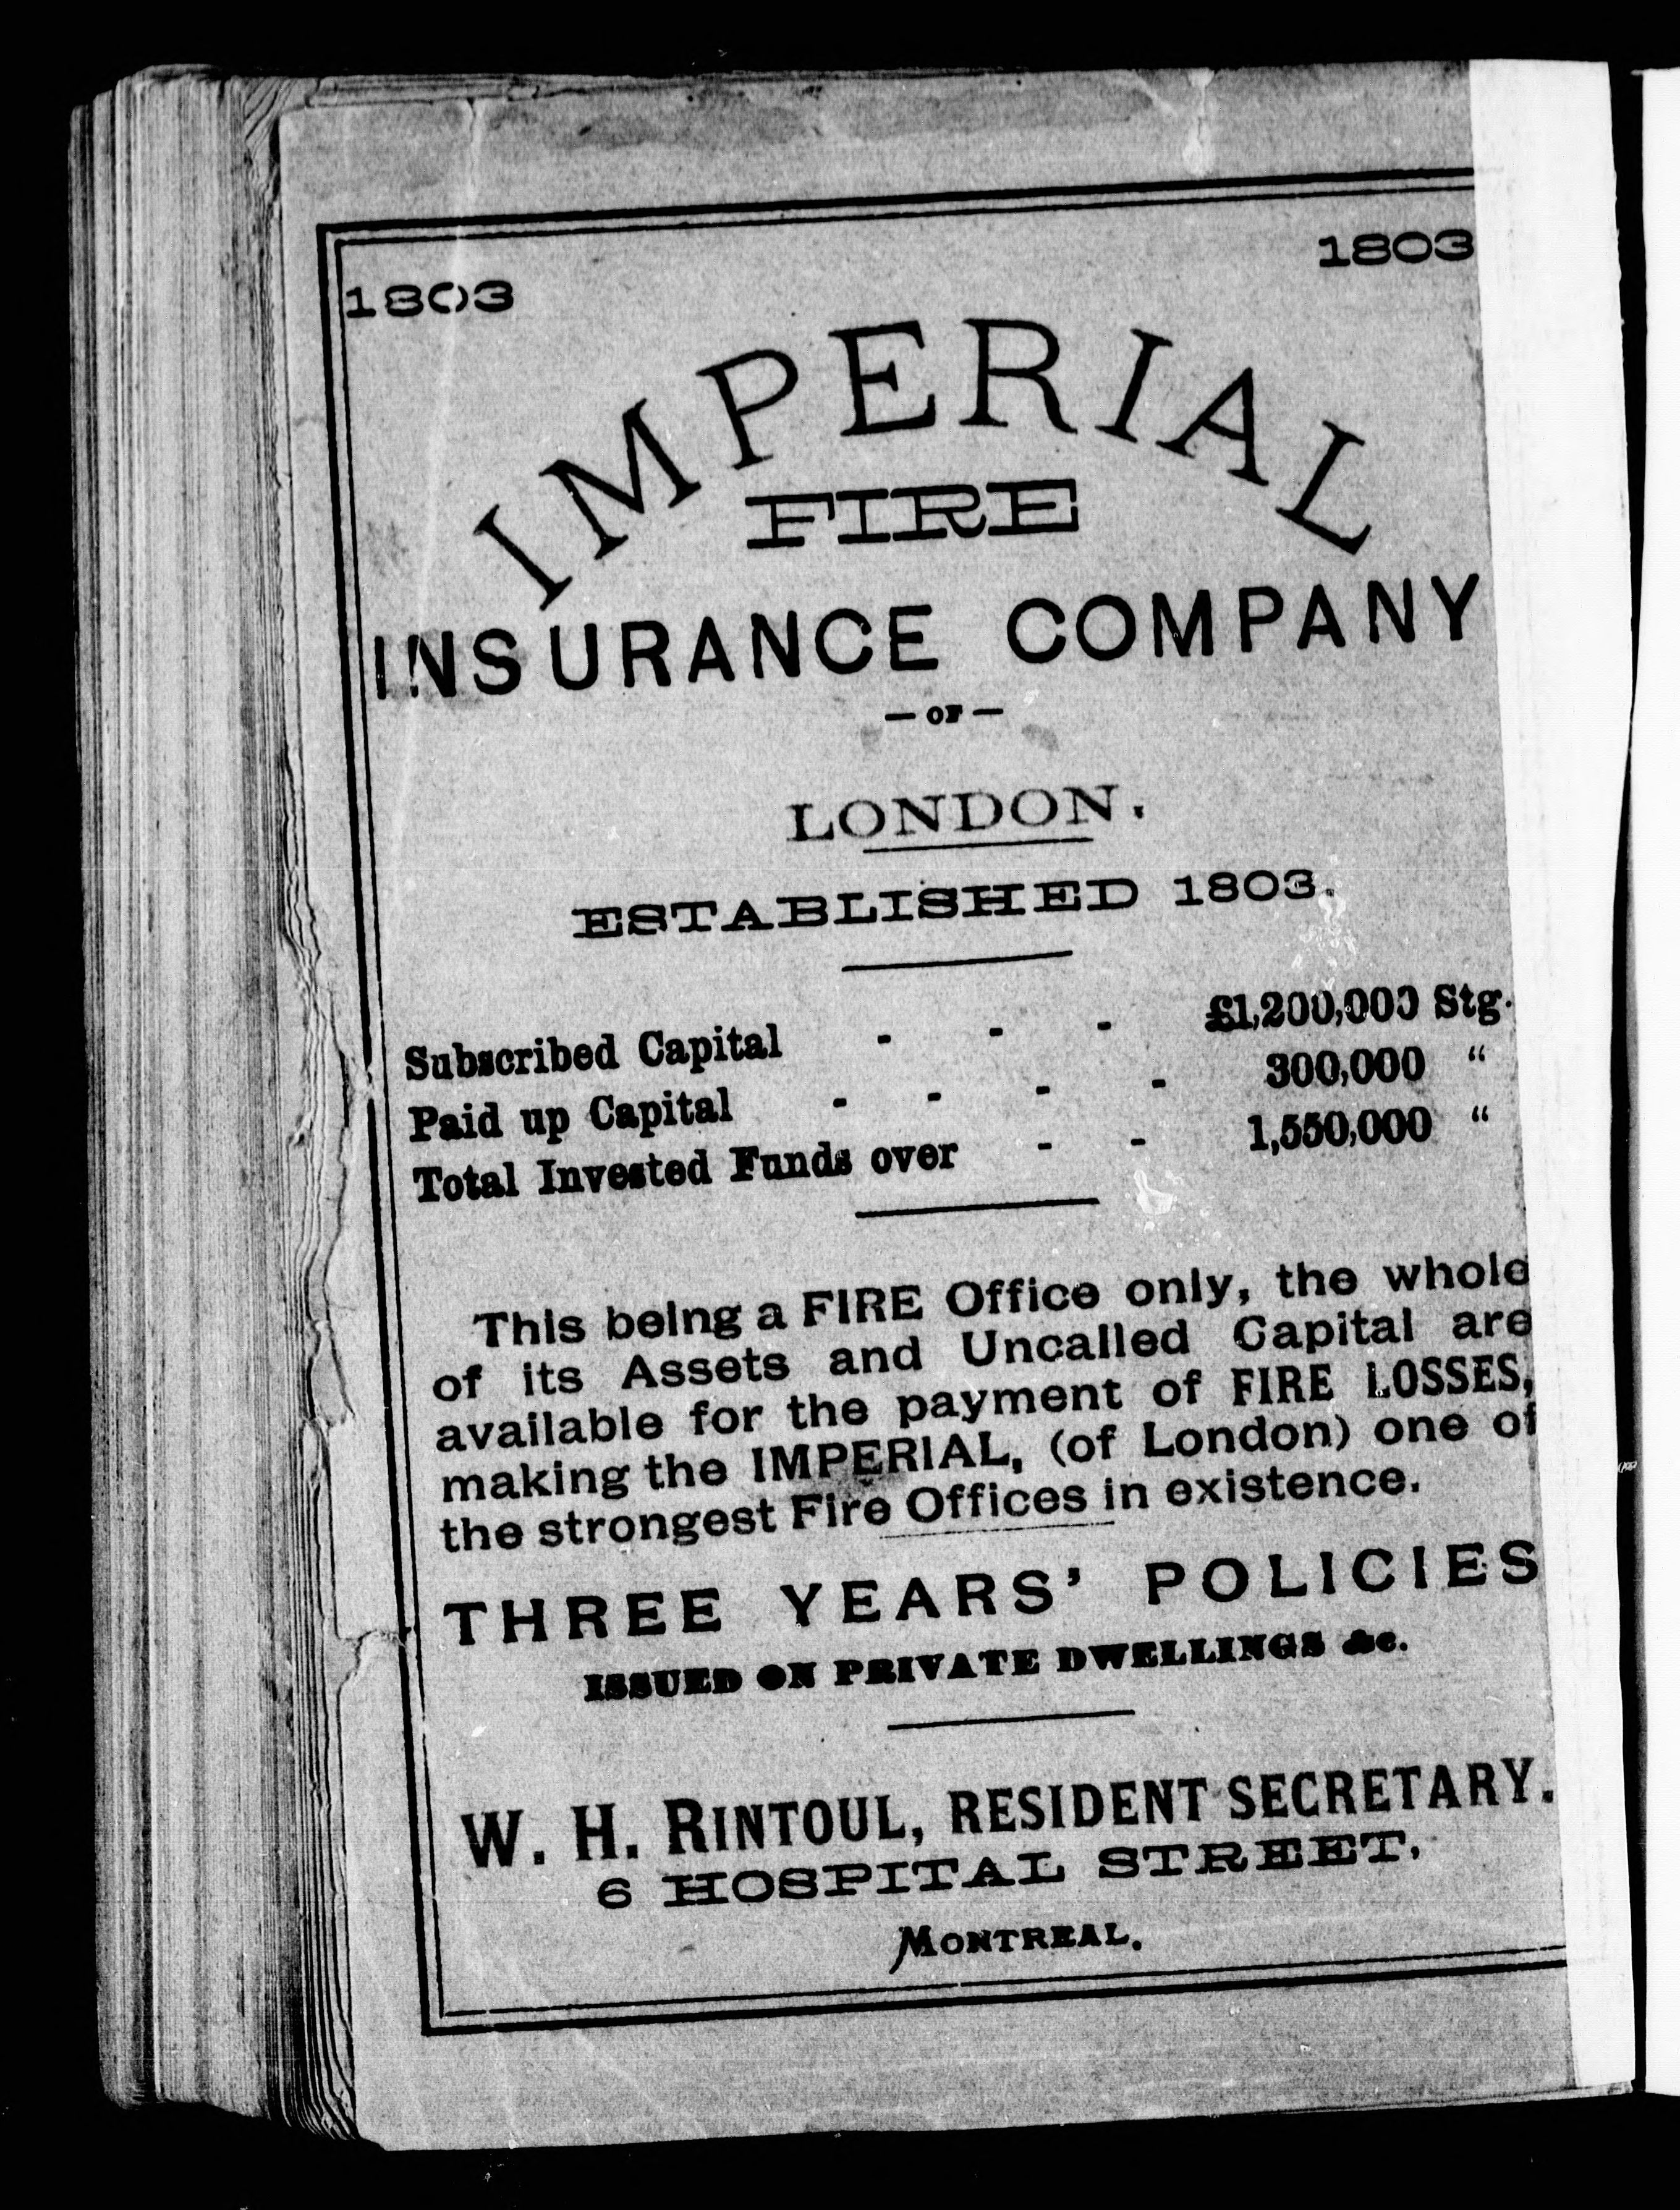 1803 1803
IMPERIAL
FIRE
INSURANCE COMPANY
— OF —
LONDON.
ESTABLISHED 1803.
Subscribed Capital - - - £1,200,000 Stg.
Paid up Capital - - - - 300,000 “
Total Invested Funds over - - 1,550,000 “
This being a FIRE Office only, the whole
of its Assets and Uncalled Capital are
available for the payment of FIRE LOSSES,
making the IMPERIAL, (of London) one of
the strongest Fire Offices in existence.
THREE YEARS’ POLICIES
ISSUED ON PRIVATE DWELLINGS &c.
W. H. RINTOUL, RESIDENT SECRETARY.
6 HOSPITAL STREET,
MONTREAL.